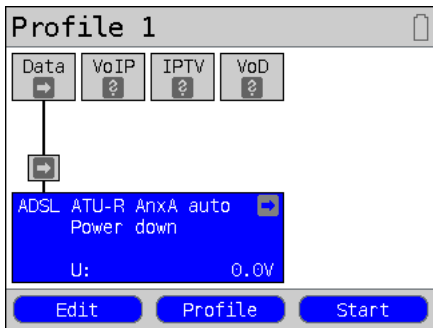 Profile 1
Data VoIP IPTV VoD
? ? ?
ADSL ATU-R AnxA auto
Power down
U: 0.0V
Edit Profile Start